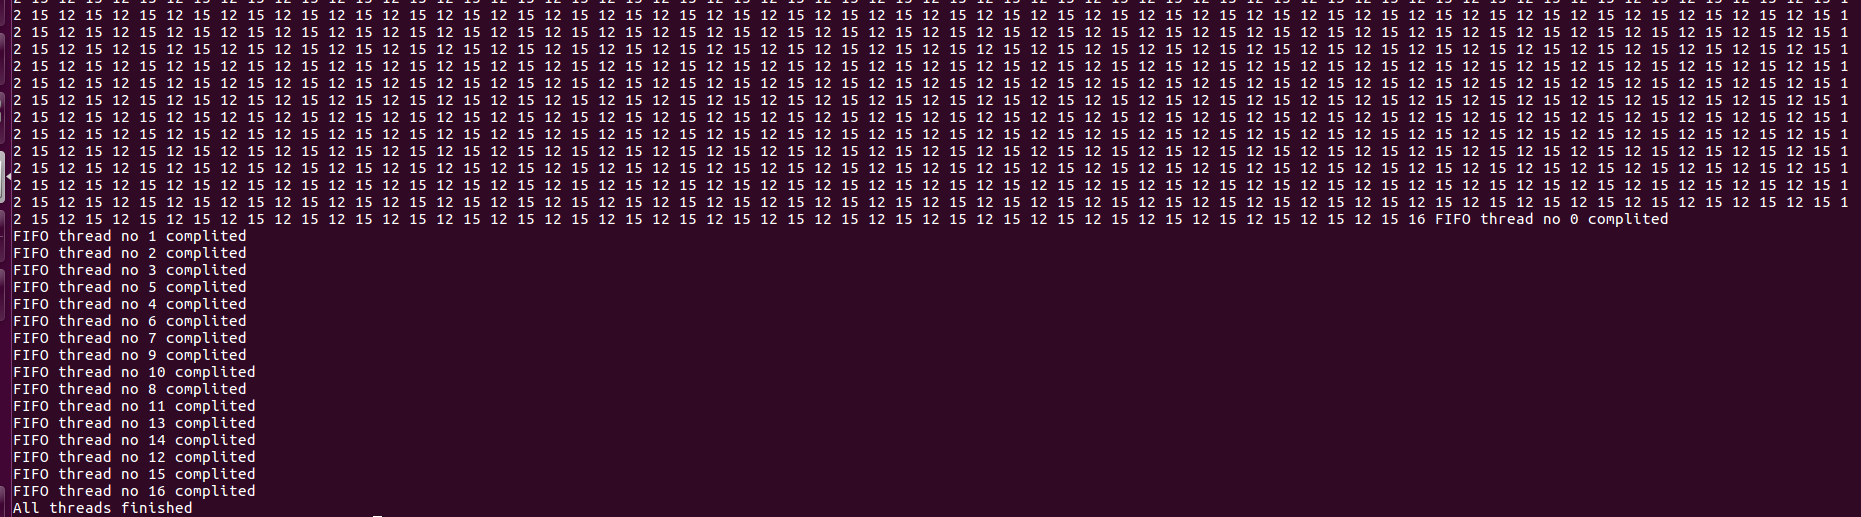 2 15 12 15 12 15 12 15 12 15 12 15 12 15 12 15 12 15 12 15 12 15 12 15 12 15 12 15 12 15 12 15 12 15 12 15 12 15 12 15 12 15 12 15 12 15 12 15 12 15 12 15 12 15 12 15 12 15 12 15 12 15 12 15 12 15 12 15 1
2 15 12 15 12 15 12 15 12 15 12 15 12 15 12 15 12 15 12 15 12 15 12 15 12 15 12 15 12 15 12 15 12 15 12 15 12 15 12 15 12 15 12 15 12 15 12 15 12 15 12 15 12 15 12 15 12 15 12 15 12 15 12 15 12 15 12 15 1
2 15 12 15 12 15 12 15 12 15 12 15 12 15 12 15 12 15 12 15 12 15 12 15 12 15 12 15 12 15 12 15 12 15 12 15 12 15 12 15 12 15 12 15 12 15 12 15 12 15 12 15 12 15 12 15 12 15 12 15 12 15 12 15 12 15 12 15 1
2 15 12 15 12 15 12 15 12 15 12 15 12 15 12 15 12 15 12 15 12 15 12 15 12 15 12 15 12 15 12 15 12 15 12 15 12 15 12 15 12 15 12 15 12 15 12 15 12 15 12 15 12 15 12 15 12 15 12 15 12 15 12 15 12 15 12 15 1
2 15 12 15 12 15 12 15 12 15 12 15 12 15 12 15 12 15 12 15 12 15 12 15 12 15 12 15 12 15 12 15 12 15 12 15 12 15 12 15 12 15 12 15 12 15 12 15 12 15 12 15 12 15 12 15 12 15 12 15 12 15 12 15 12 15 12 15 1
2 15 12 15 12 15 12 15 12 15 12 15 12 15 12 15 12 15 12 15 12 15 12 15 12 15 12 15 12 15 12 15 12 15 12 15 12 15 12 15 12 15 12 15 12 15 12 15 12 15 12 15 12 15 12 15 12 15 12 15 12 15 12 15 12 15 12 15 1
2 15 12 15 12 15 12 15 12 15 12 15 12 15 12 15 12 15 12 15 12 15 12 15 12 15 12 15 12 15 12 15 12 15 12 15 12 15 12 15 12 15 12 15 12 15 12 15 12 15 12 15 12 15 12 15 12 15 12 15 12 15 12 15 12 15 12 15 1
2 15 12 15 12 15 12 15 12 15 12 15 12 15 12 15 12 15 12 15 12 15 12 15 12 15 12 15 12 15 12 15 12 15 12 15 12 15 12 15 12 15 12 15 12 15 12 15 12 15 12 15 12 15 12 15 12 15 12 15 12 15 12 15 12 15 12 15 1
2 15 12 15 12 15 12 15 12 15 12 15 12 15 12 15 12 15 12 15 12 15 12 15 12 15 12 15 12 15 12 15 12 15 12 15 12 15 12 15 12 15 12 15 12 15 12 15 12 15 12 15 12 15 12 15 12 15 12 15 12 15 12 15 12 15 12 15 1
2 15 12 15 12 15 12 15 12 15 12 15 12 15 12 15 12 15 12 15 12 15 12 15 12 15 12 15 12 15 12 15 12 15 12 15 12 15 12 15 12 15 12 15 12 15 12 15 12 15 12 15 12 15 12 15 12 15 12 15 12 15 12 15 12 15 12 15 1
2 15 12 15 12 15 12 15 12 15 12 15 12 15 12 15 12 15 12 15 12 15 12 15 12 15 12 15 12 15 12 15 12 15 12 15 12 15 12 15 12 15 12 15 12 15 12 15 12 15 12 15 12 15 12 15 12 15 12 15 12 15 12 15 12 15 12 15 1
2 15 12 15 12 15 12 15 12 15 12 15 12 15 12 15 12 15 12 15 12 15 12 15 12 15 12 15 12 15 12 15 12 15 12 15 12 15 12 15 12 15 12 15 12 15 12 15 12 15 12 15 12 15 12 15 12 15 12 15 12 15 12 15 12 15 12 15 1
2 15 12 15 12 15 12 15 12 15 12 15 12 15 12 15 12 15 12 15 12 15 12 15 12 15 12 15 12 15 12 15 12 15 12 15 12 15 12 15 12 15 12 15 12 15 12 15 12 15 12 15 16 FIFO thread no 0 complited
FIFO thread no 1 complited
FIFO thread no 2 complited
FIFO thread no 3 complited
FIFO thread no 5 complited
FIFO thread no 4 complited
FIFO thread no 6 complited
FIFO thread no 7 complited
FIFO thread no 9 complited
FIFO thread no 10 complited
FIFO thread no 8 complited
FIFO thread no 11 complited
FIFO thread no 13 complited
FIFO thread no 14 complited
FIFO thread no 12 complited
FIFO thread no 15 complited
FIFO thread no 16 complited
All threads finished